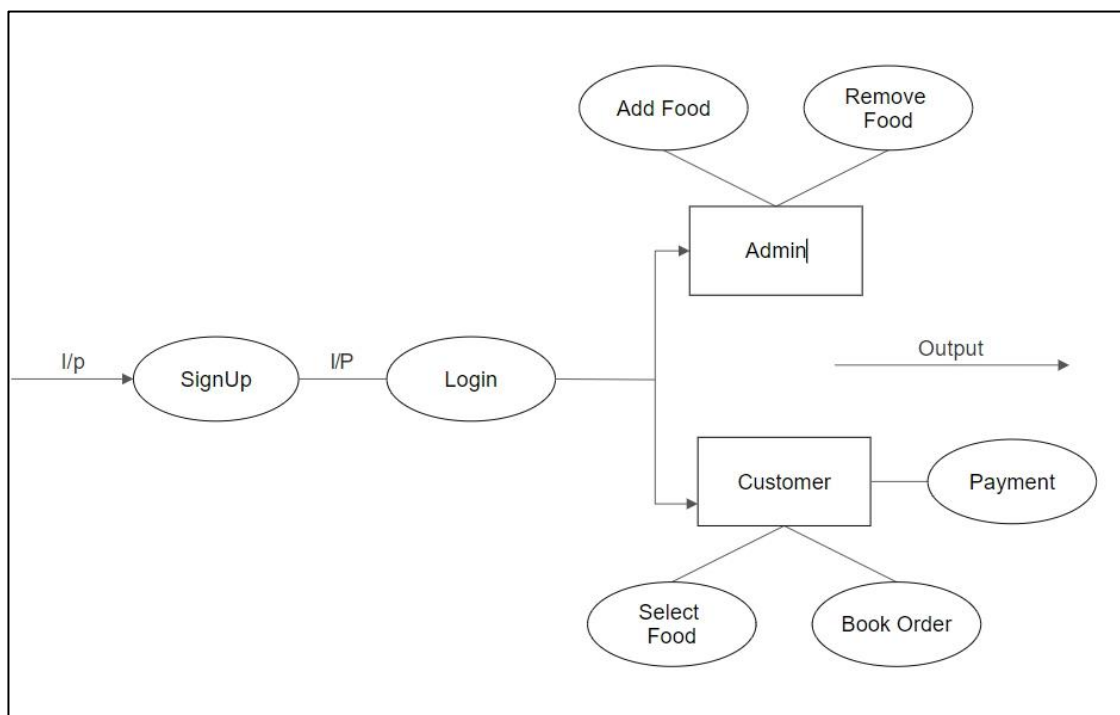 Add Food
Remove
Food
Admin
I/p
SignUp
I/P
Login
Output
Customer
Payment
Select
Food
Book Order